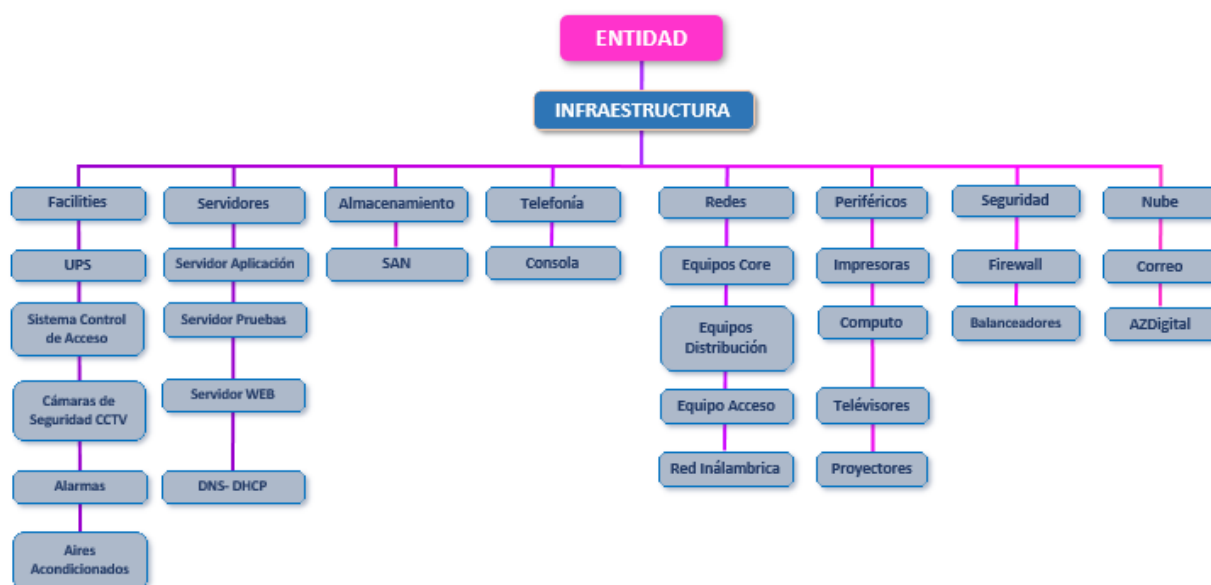 ENTIDAD
INFRAESTRUCTURA
Facilities
Servidores
Almacenamiento
Telefonía
Redes
Periféricos
Seguridad
Nube
UPS
Servidor Aplicación
SAN
Consola
Equipos Core
Impresoras
Firewall
Correo
Sistema Control
de Acceso
Servidor Pruebas
Equipos
Distribución
Computo
Balanceadores
AZDigital
Cámaras de
Seguridad CCTV
Servidor WEB
Equipo Acceso
Télévisores
Alarmas
DNS- DHCP
Red Inálambrica
Proyectores
Aires
Acondicionados